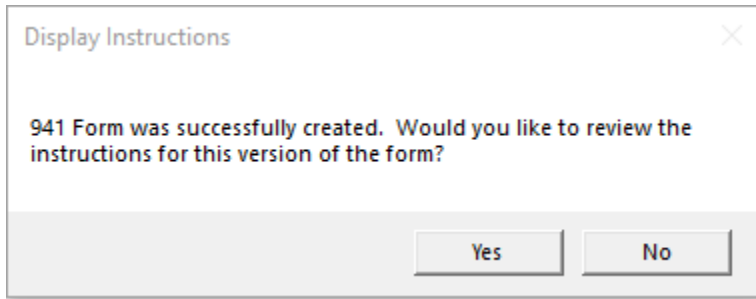 Display Instructions
941 Form was successfully created.  Would you like to review the
instructions for this version of the form?
Yes
No